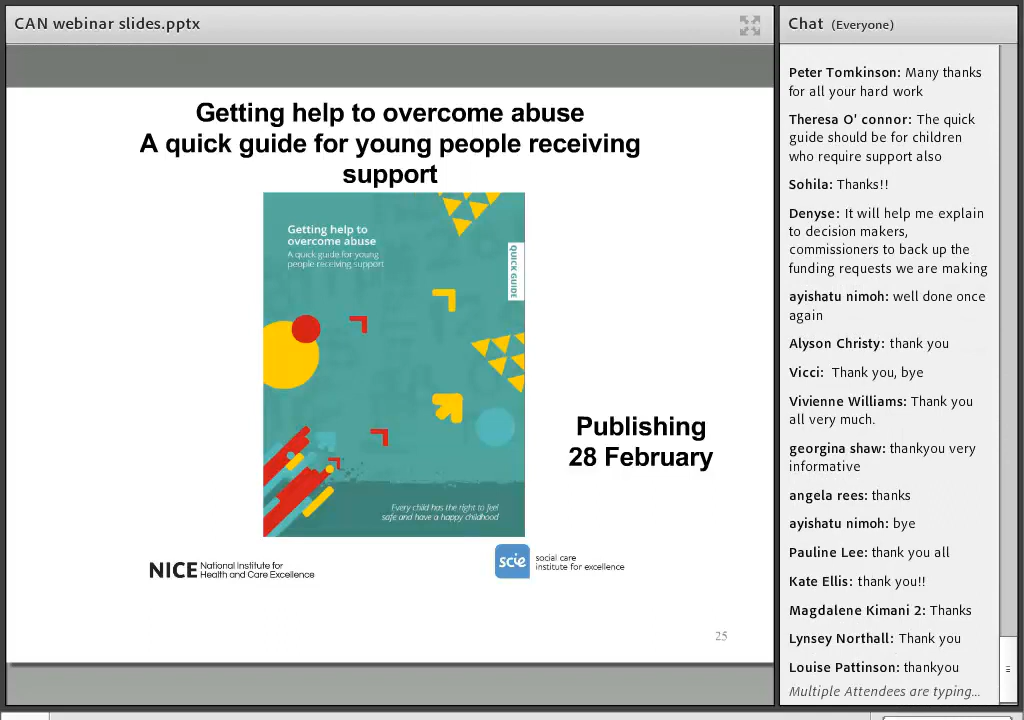 CAN webinar slides.pptx
Getting help to overcome abuse
A quick guide for young people receiving
support
Getting help to
overcome abuse
A quick guide for young
people receiving support
QUICK GUIDE
Every child has the right to feel
safe and have a happy childhood
Publishing
28 February
NICE National Institute for
Health and Care Excellence
scie social care
institute for excellence
25
Chat (Everyone)
Peter Tomkinson: Many thanks
for all your hard work
Theresa O' connor: The quick
guide should be for children
who require support also
Sohila: Thanks!!
Denyse: It will help me explain
to decision makers,
commissioners to back up the
funding requests we are making
ayishatu nimoh: well done once
again
Alyson Christy: thank you
Vicci: Thank you, bye
Vivienne Williams: Thank you
all very much.
georgina shaw: thankyou very
informative
angela rees: thanks
ayishatu nimoh: bye
Pauline Lee: thank you all
Kate Ellis: thank you!!
Magdalene Kimani 2: Thanks
Lynsey Northall: Thank you
Louise Pattinson: thankyou
Multiple Attendees are typing...